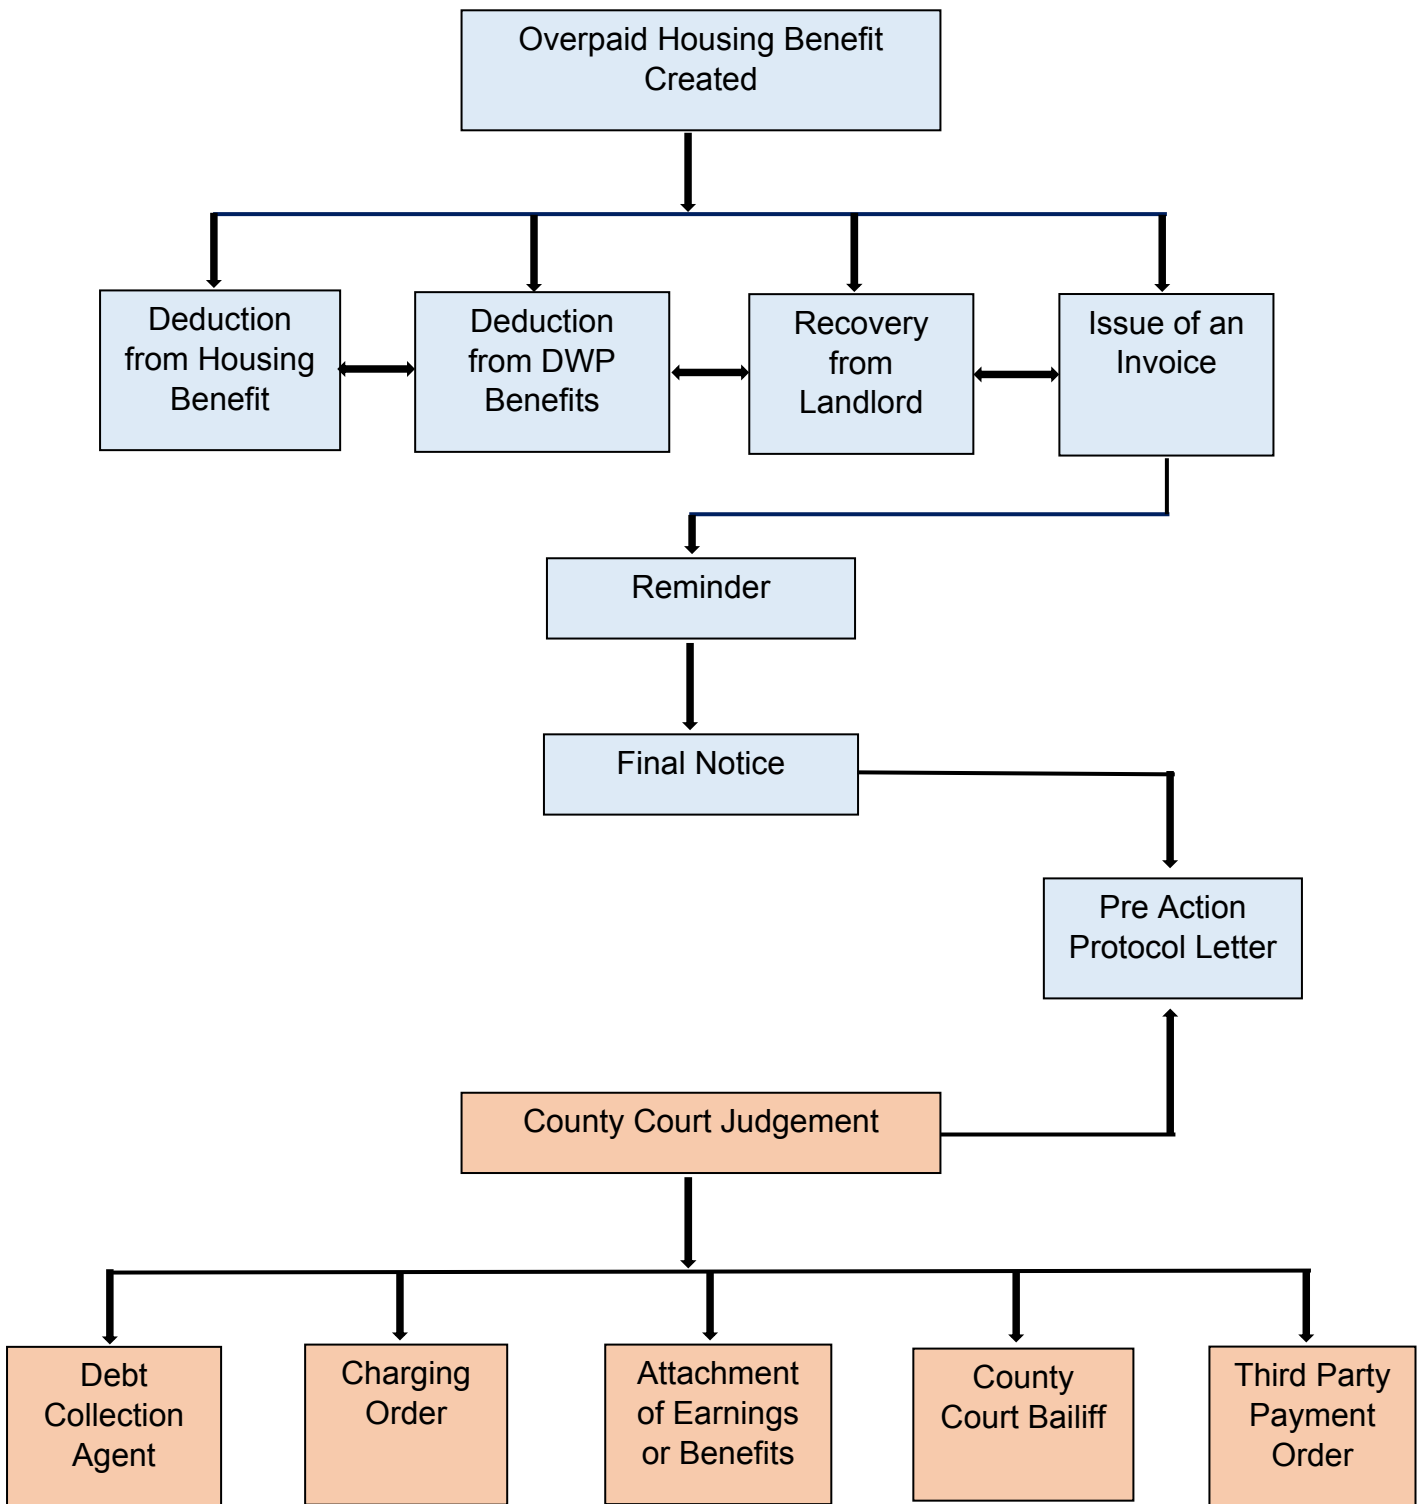 Overpaid Housing Benefit
Created
Deduction
from Housing
Benefit
Deduction
from DWP
Benefits
Recovery
from
Landlord
Issue of an
Invoice
Reminder
Final Notice
Pre Action
Protocol Letter
County Court Judgement
Debt
Collection
Agent
Charging
Order
Attachment
of Earnings
or Benefits
County
Court Bailiff
Third Party
Payment
Order